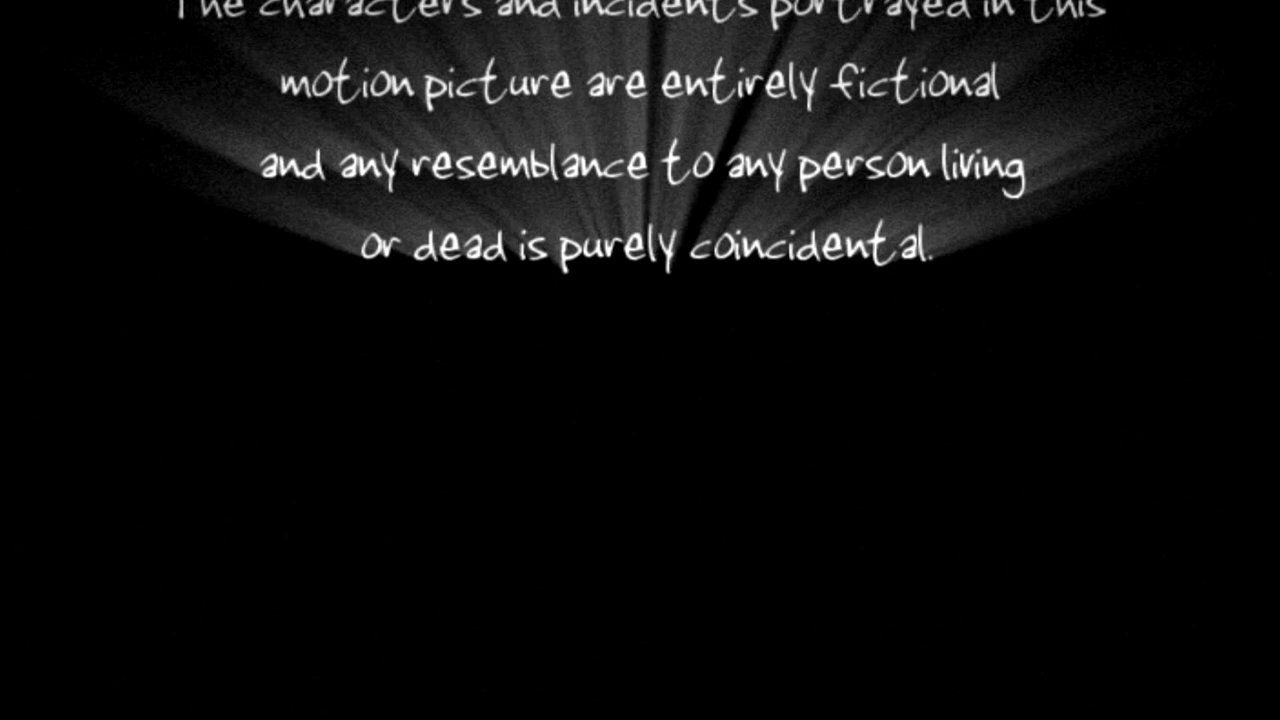 The characters and incidents portrayed in this
motion picture are entirely fictional
and any resemblance to any person living
or dead is purely coincidental.